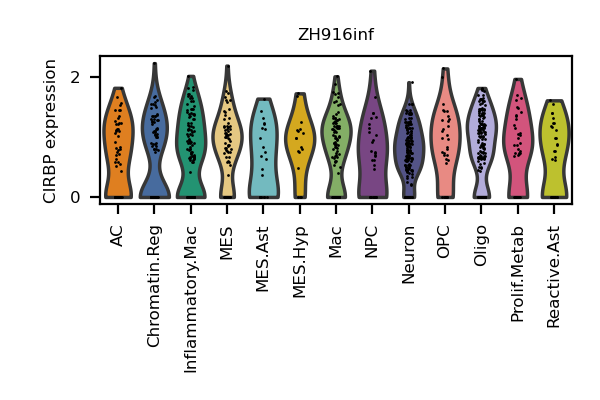 ZH916inf
CIRBP expression
2
0
AC
Chromatin.Reg
Inflammatory.Mac
MES
MES.Ast
MES.Hyp
Mac
NPC
Neuron
OPC
Oligo
Prolif.Metab
Reactive.Ast